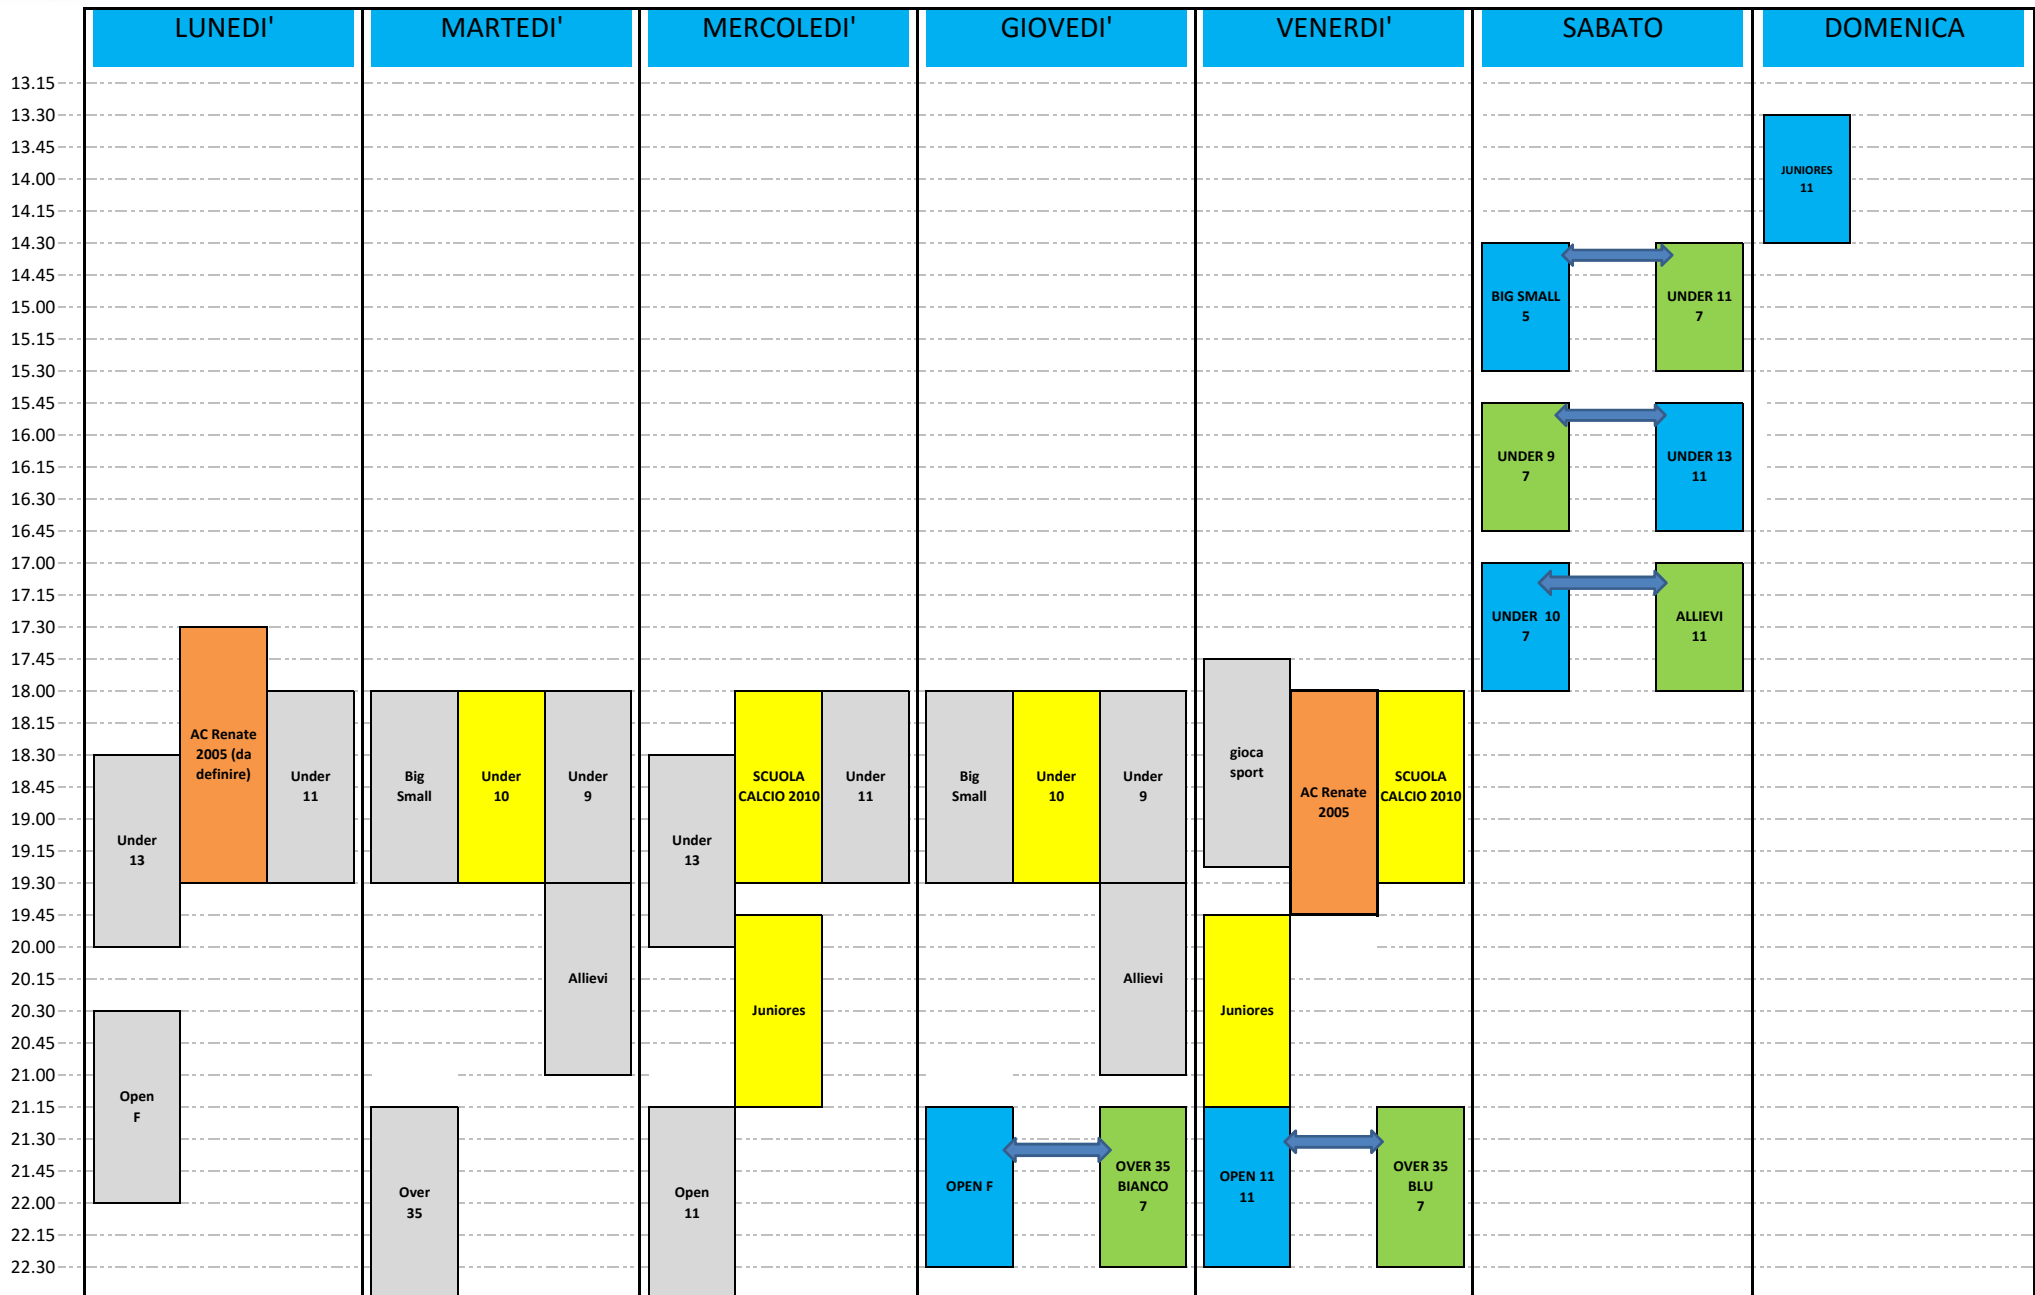 LUNEDI'
MARTEDI'
MERCOLEDI'
GIOVEDI'
VENERDI'
SABATO
DOMENICA
13.15
13.30
13.45
14.00
14.15
14.30
14.45
15.00
15.15
15.30
15.45
16.00
16.15
16.30
16.45
17.00
17.15
17.30
17.45
18.00
18.15
18.30
18.45
19.00
19.15
19.30
19.45
20.00
20.15
20.30
20.45
21.00
21.15
21.30
21.45
22.00
22.15
22.30
Under
13
AC Renate
2005 (da
definire)
Under
11
Open
F
Big
Small
Under
10
Under
9
Allievi
Over
35
Under
13
SCUOLA
CALCIO 2010
Under
11
Juniores
Open
11
Big
Small
Under
10
Under
9
Allievi
OPEN F
OVER 35
BIANCO
7
gioca
sport
AC Renate
2005
SCUOLA
CALCIO 2010
Juniores
OPEN 11
11
OVER 35
BLU
7
BIG SMALL
5
UNDER 11
7
UNDER 9
7
UNDER 13
11
UNDER 10
7
ALLIEVI
11
JUNIORES
11